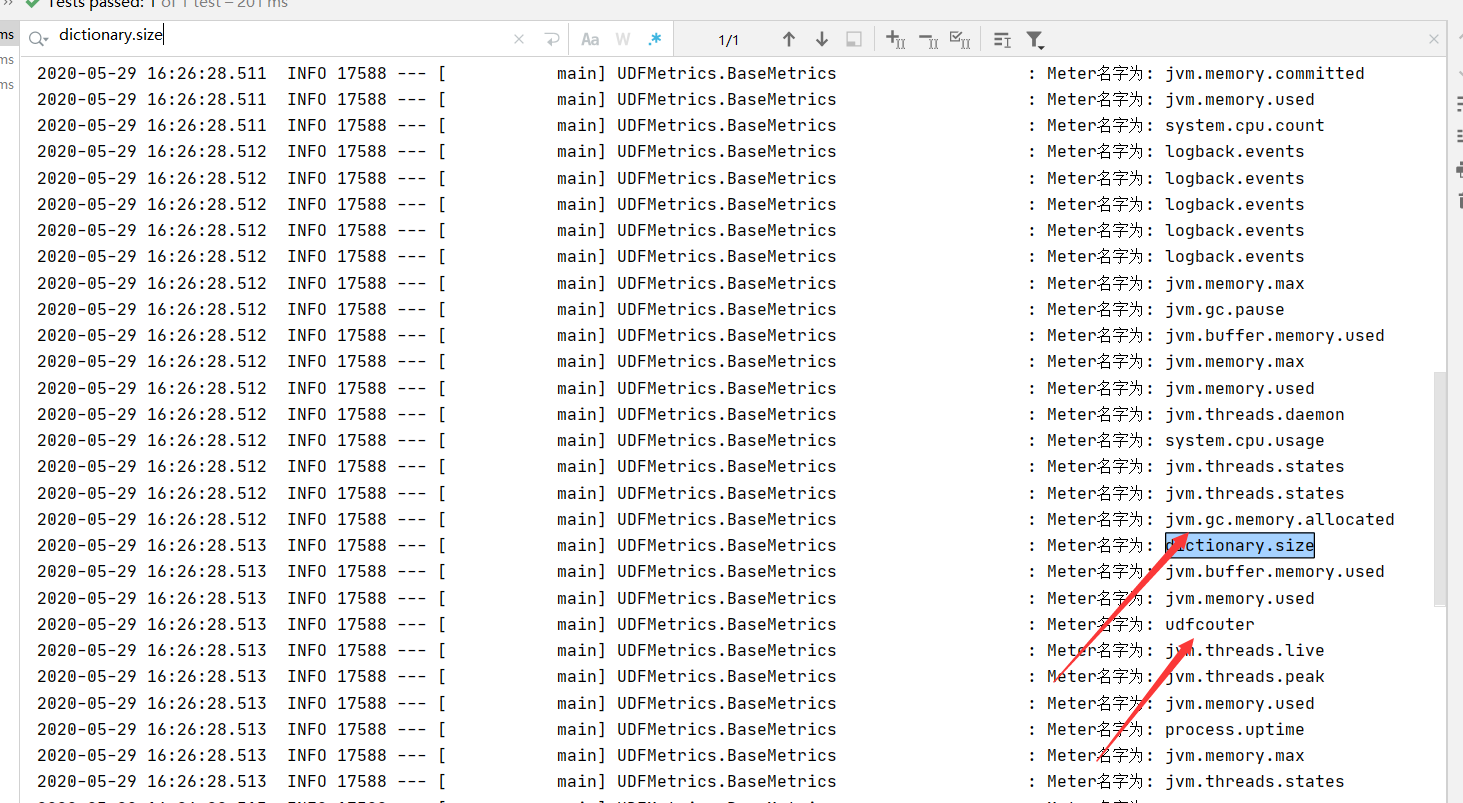 Tests passed: 1 of 1 test – 201 ms
ms
ms
ms
dictionary.size
Aa W .* 1/1
2020-05-29 16:26:28.511  INFO 17588 --- [           main] UDFMetrics.BaseMetrics                   : Meter名字为: jvm.memory.committed
2020-05-29 16:26:28.511  INFO 17588 --- [           main] UDFMetrics.BaseMetrics                   : Meter名字为: jvm.memory.used
2020-05-29 16:26:28.511  INFO 17588 --- [           main] UDFMetrics.BaseMetrics                   : Meter名字为: system.cpu.count
2020-05-29 16:26:28.512  INFO 17588 --- [           main] UDFMetrics.BaseMetrics                   : Meter名字为: logback.events
2020-05-29 16:26:28.512  INFO 17588 --- [           main] UDFMetrics.BaseMetrics                   : Meter名字为: logback.events
2020-05-29 16:26:28.512  INFO 17588 --- [           main] UDFMetrics.BaseMetrics                   : Meter名字为: logback.events
2020-05-29 16:26:28.512  INFO 17588 --- [           main] UDFMetrics.BaseMetrics                   : Meter名字为: logback.events
2020-05-29 16:26:28.512  INFO 17588 --- [           main] UDFMetrics.BaseMetrics                   : Meter名字为: logback.events
2020-05-29 16:26:28.512  INFO 17588 --- [           main] UDFMetrics.BaseMetrics                   : Meter名字为: jvm.memory.max
2020-05-29 16:26:28.512  INFO 17588 --- [           main] UDFMetrics.BaseMetrics                   : Meter名字为: jvm.gc.pause
2020-05-29 16:26:28.512  INFO 17588 --- [           main] UDFMetrics.BaseMetrics                   : Meter名字为: jvm.buffer.memory.used
2020-05-29 16:26:28.512  INFO 17588 --- [           main] UDFMetrics.BaseMetrics                   : Meter名字为: jvm.memory.max
2020-05-29 16:26:28.512  INFO 17588 --- [           main] UDFMetrics.BaseMetrics                   : Meter名字为: jvm.memory.used
2020-05-29 16:26:28.512  INFO 17588 --- [           main] UDFMetrics.BaseMetrics                   : Meter名字为: jvm.threads.daemon
2020-05-29 16:26:28.512  INFO 17588 --- [           main] UDFMetrics.BaseMetrics                   : Meter名字为: system.cpu.usage
2020-05-29 16:26:28.512  INFO 17588 --- [           main] UDFMetrics.BaseMetrics                   : Meter名字为: jvm.threads.states
2020-05-29 16:26:28.512  INFO 17588 --- [           main] UDFMetrics.BaseMetrics                   : Meter名字为: jvm.threads.states
2020-05-29 16:26:28.512  INFO 17588 --- [           main] UDFMetrics.BaseMetrics                   : Meter名字为: jvm.gc.memory.allocated
2020-05-29 16:26:28.513  INFO 17588 --- [           main] UDFMetrics.BaseMetrics                   : Meter名字为: dictionary.size
2020-05-29 16:26:28.513  INFO 17588 --- [           main] UDFMetrics.BaseMetrics                   : Meter名字为: jvm.buffer.memory.used
2020-05-29 16:26:28.513  INFO 17588 --- [           main] UDFMetrics.BaseMetrics                   : Meter名字为: jvm.memory.used
2020-05-29 16:26:28.513  INFO 17588 --- [           main] UDFMetrics.BaseMetrics                   : Meter名字为: udfcouter
2020-05-29 16:26:28.513  INFO 17588 --- [           main] UDFMetrics.BaseMetrics                   : Meter名字为: jvm.threads.live
2020-05-29 16:26:28.513  INFO 17588 --- [           main] UDFMetrics.BaseMetrics                   : Meter名字为: jvm.threads.peak
2020-05-29 16:26:28.513  INFO 17588 --- [           main] UDFMetrics.BaseMetrics                   : Meter名字为: jvm.memory.used
2020-05-29 16:26:28.513  INFO 17588 --- [           main] UDFMetrics.BaseMetrics                   : Meter名字为: process.uptime
2020-05-29 16:26:28.513  INFO 17588 --- [           main] UDFMetrics.BaseMetrics                   : Meter名字为: jvm.memory.max
2020-05-29 16:26:28.513  INFO 17588 --- [           main] UDFMetrics.BaseMetrics                   : Meter名字为: jvm.threads.states